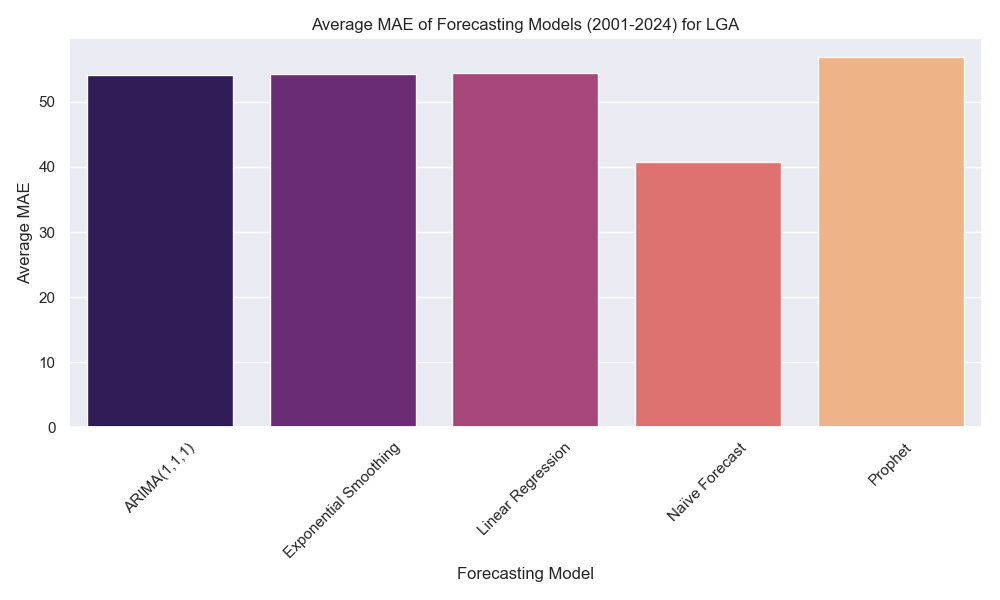 Average MAE of Forecasting Models (2001-2024) for LGA
Average MAE
50
40
30
20
10
0
ARIMA(1,1,1)
Exponential Smoothing
Linear Regression
Naïve Forecast
Prophet
Forecasting Model